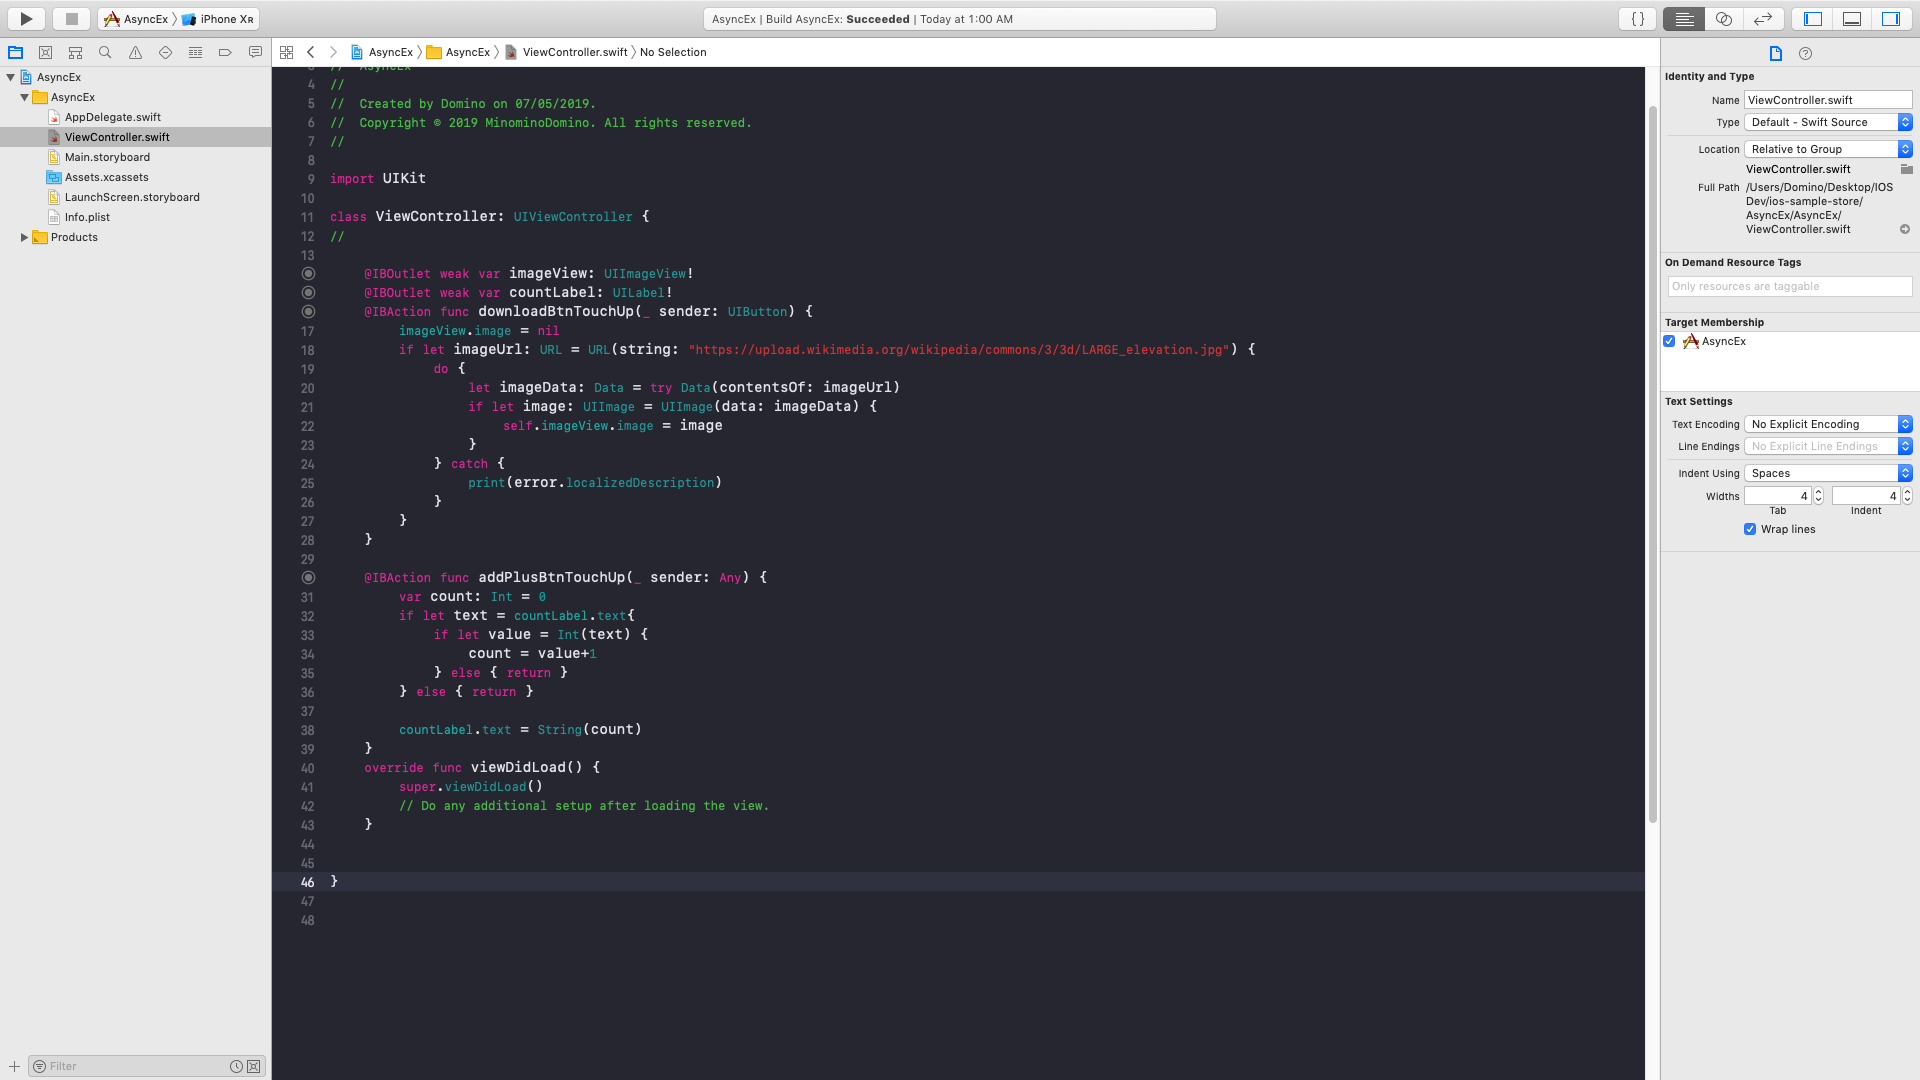 AsyncEx iPhone XR
AsyncEx | Build AsyncEx: Succeeded | Today at 1:00 AM
{ }
AsyncEx AsyncEx ViewController.swift No Selection
AsyncEx
AsyncEx
AppDelegate.swift
ViewController.swift
Main.storyboard
Assets.xcassets
LaunchScreen.storyboard
Info.plist
Products
Filter
3 //  AsyncEx
4 //
5 //  Created by Domino on 07/05/2019.
6 //  Copyright © 2019 MinominoDomino. All rights reserved.
7 //
8
9 import UIKit
10
11 class ViewController: UIViewController {
12 //
13
@IBOutlet weak var imageView: UIImageView!
@IBOutlet weak var countLabel: UILabel!
@IBAction func downloadBtnTouchUp(_ sender: UIButton) {
17 imageView.image = nil
18 if let imageUrl: URL = URL(string: "https://upload.wikimedia.org/wikipedia/commons/3/3d/LARGE_elevation.jpg") {
19 do {
20 let imageData: Data = try Data(contentsOf: imageUrl)
21 if let image: UIImage = UIImage(data: imageData) {
22 self.imageView.image = image
23 }
24 } catch {
25 print(error.localizedDescription)
26 }
27 }
28 }
29
@IBAction func addPlusBtnTouchUp(_ sender: Any) {
31 var count: Int = 0
32 if let text = countLabel.text{
33 if let value = Int(text) {
34 count = value+1
35 } else { return }
36 } else { return }
37
38 countLabel.text = String(count)
39 }
40 override func viewDidLoad() {
41 super.viewDidLoad()
42 // Do any additional setup after loading the view.
43 }
44
45
46 }
47
48
Identity and Type
Name ViewController.swift
Type Default - Swift Source
Location Relative to Group
ViewController.swift
Full Path /Users/Domino/Desktop/IOS
Dev/ios-sample-store/
AsyncEx/AsyncEx/
ViewController.swift
On Demand Resource Tags
Only resources are taggable
Target Membership
AsyncEx
Text Settings
Text Encoding No Explicit Encoding
Line Endings No Explicit Line Endings
Indent Using Spaces
Widths 4 4
Tab Indent
Wrap lines